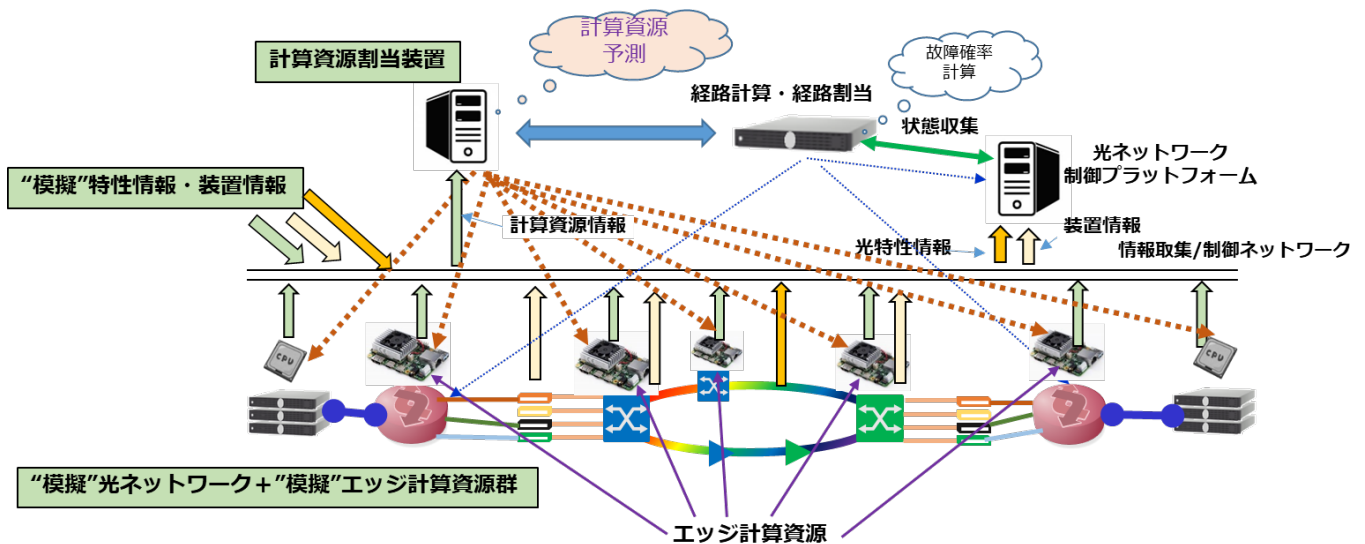 計算資源
予測
計算資源割当装置
故障確率
計算
経路計算・経路割当
状態収集
光ネットワーク
制御プラットフォーム
“模擬”特性情報・装置情報
計算資源情報
装置情報
光特性情報
情報取集/制御ネットワーク
CPU
CPU
“模擬”光ネットワーク＋”模擬”エッジ計算資源群
エッジ計算資源